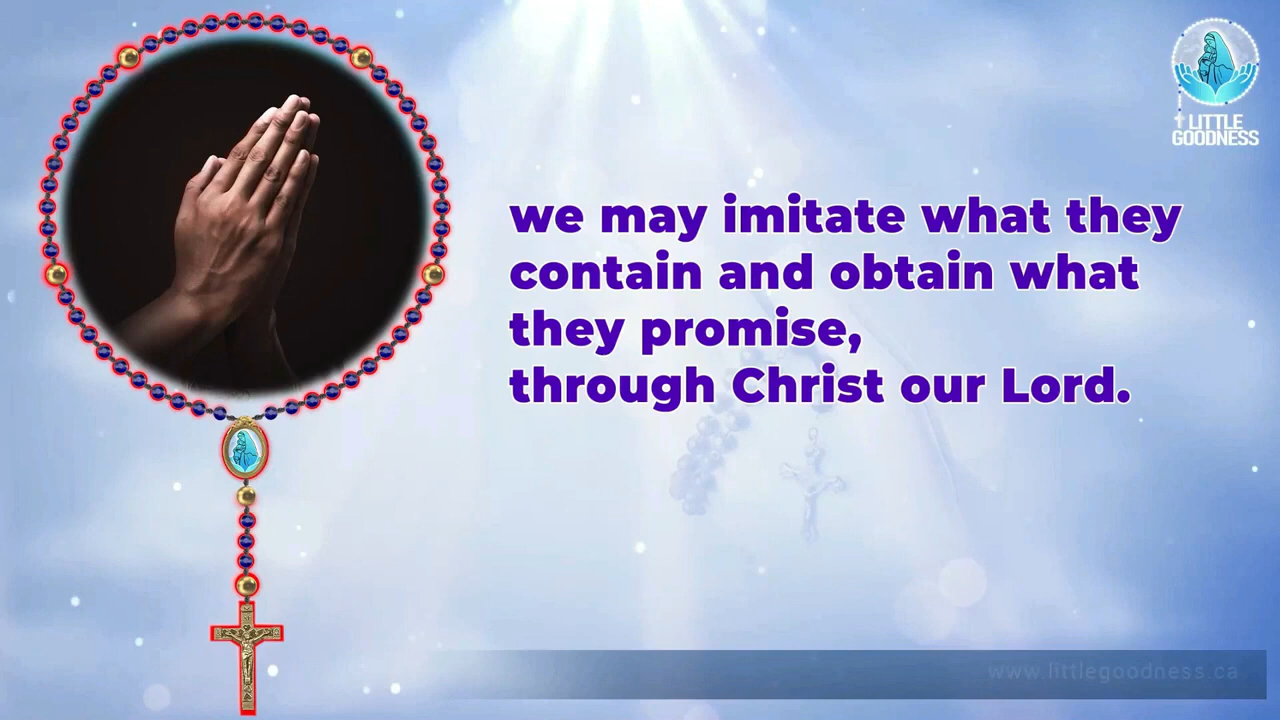 we may imitate what they
contain and obtain what
they promise,
through Christ our Lord.
LITTLE
GOODNESS
www.littlegoodness.ca